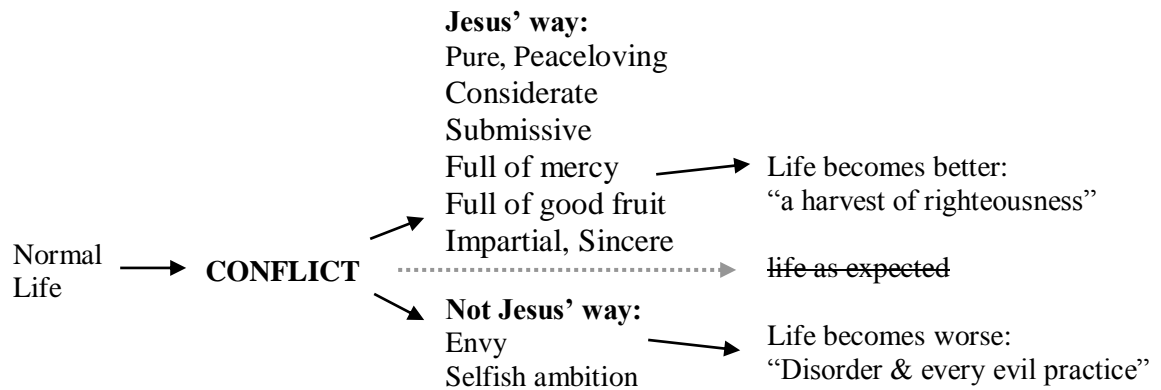 Jesus’ way:
Pure, Peaceloving
Considerate
Submissive
Full of mercy
Full of good fruit
Impartial, Sincere
Life becomes better:
“a harvest of righteousness”
Normal
Life
CONFLICT
life as expected
Not Jesus’ way:
Envy
Selfish ambition
Life becomes worse:
“Disorder & every evil practice”